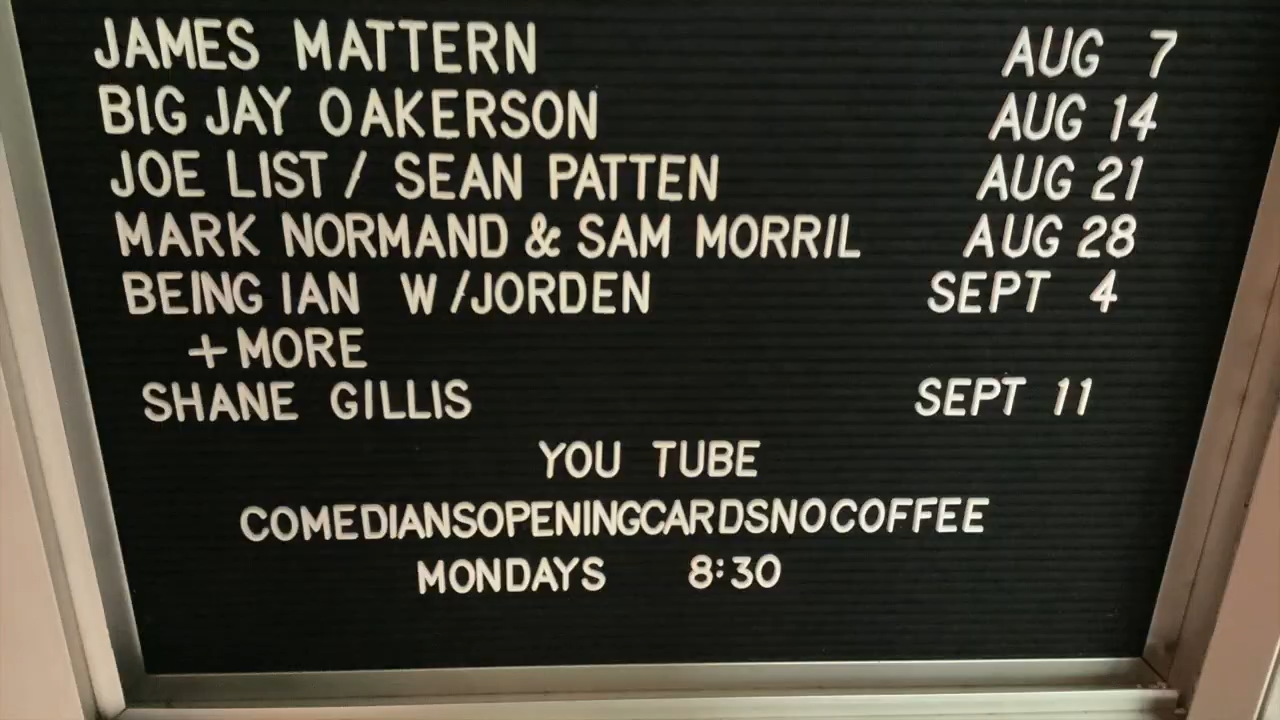 JAMES MATTERN AUG 7
BIG JAY OAKERSON AUG 14
JOE LIST / SEAN PATTEN AUG 21
MARK NORMAND & SAM MORRIL AUG 28
BEING IAN W/JORDEN SEPT 4
+MORE
SHANE GILLIS SEPT 11
YOU TUBE
COMEDIANSOPENINGCARDSNOCOFFEE
MONDAYS 8:30